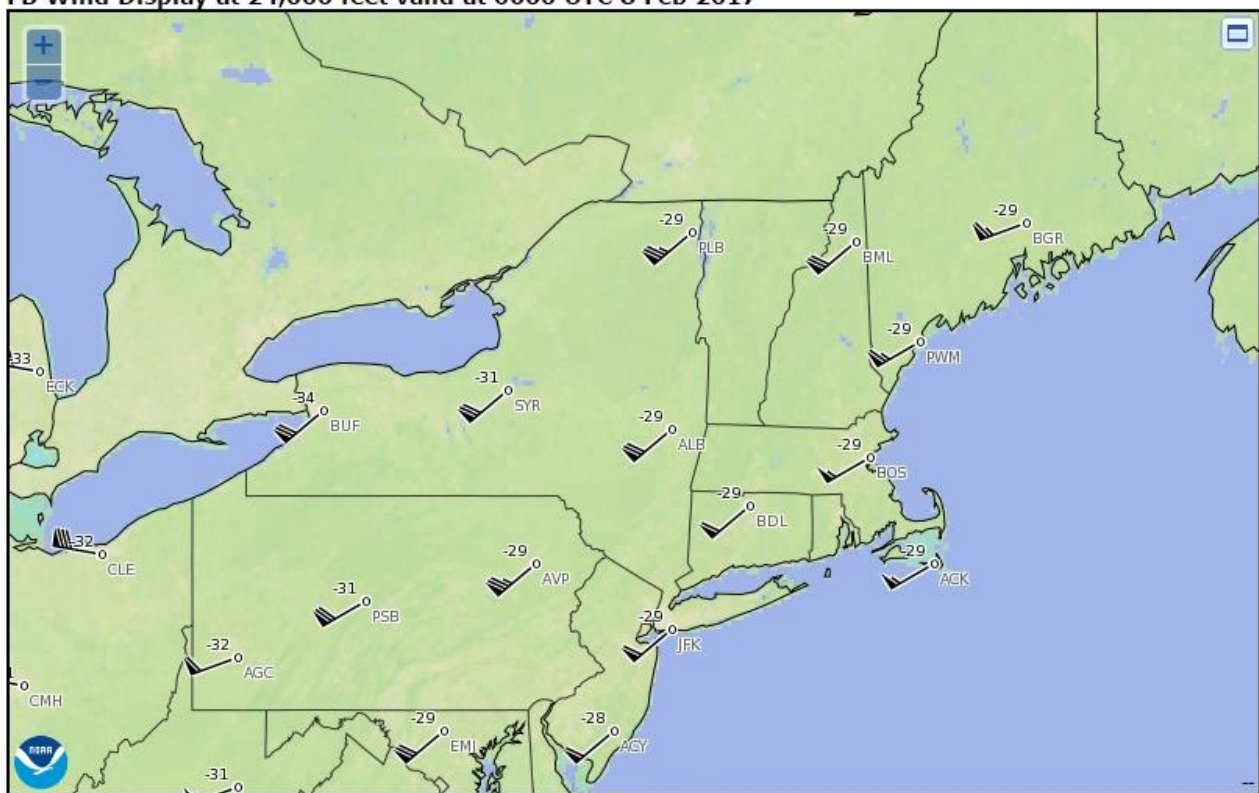 FB Wind Display at 24,000 feet valid at 0000 UTC 8 Feb 2017
+
−
-29
PLB
-29
BML
-29
BGR
-29
PWM
-33
ECK
-34
BUF
-31
SYR
-29
ALB
-29
BOS
-29
BDL
-32
CLE
-29
AVP
-29
ACK
-31
PSB
-29
JFK
-32
AGC
CMH
-29
EMI
-28
ACY
NOAA
-31